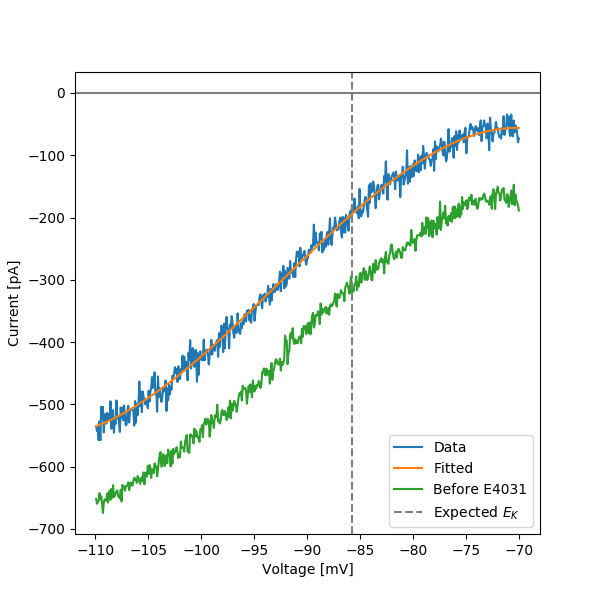 0
−100
−200
−300
−400
−500
−600
−700
Current [pA]
−110
−105
−100
−95
−90
−85
−80
−75
−70
Voltage [mV]
Data
Fitted
Before E4031
Expected E_K